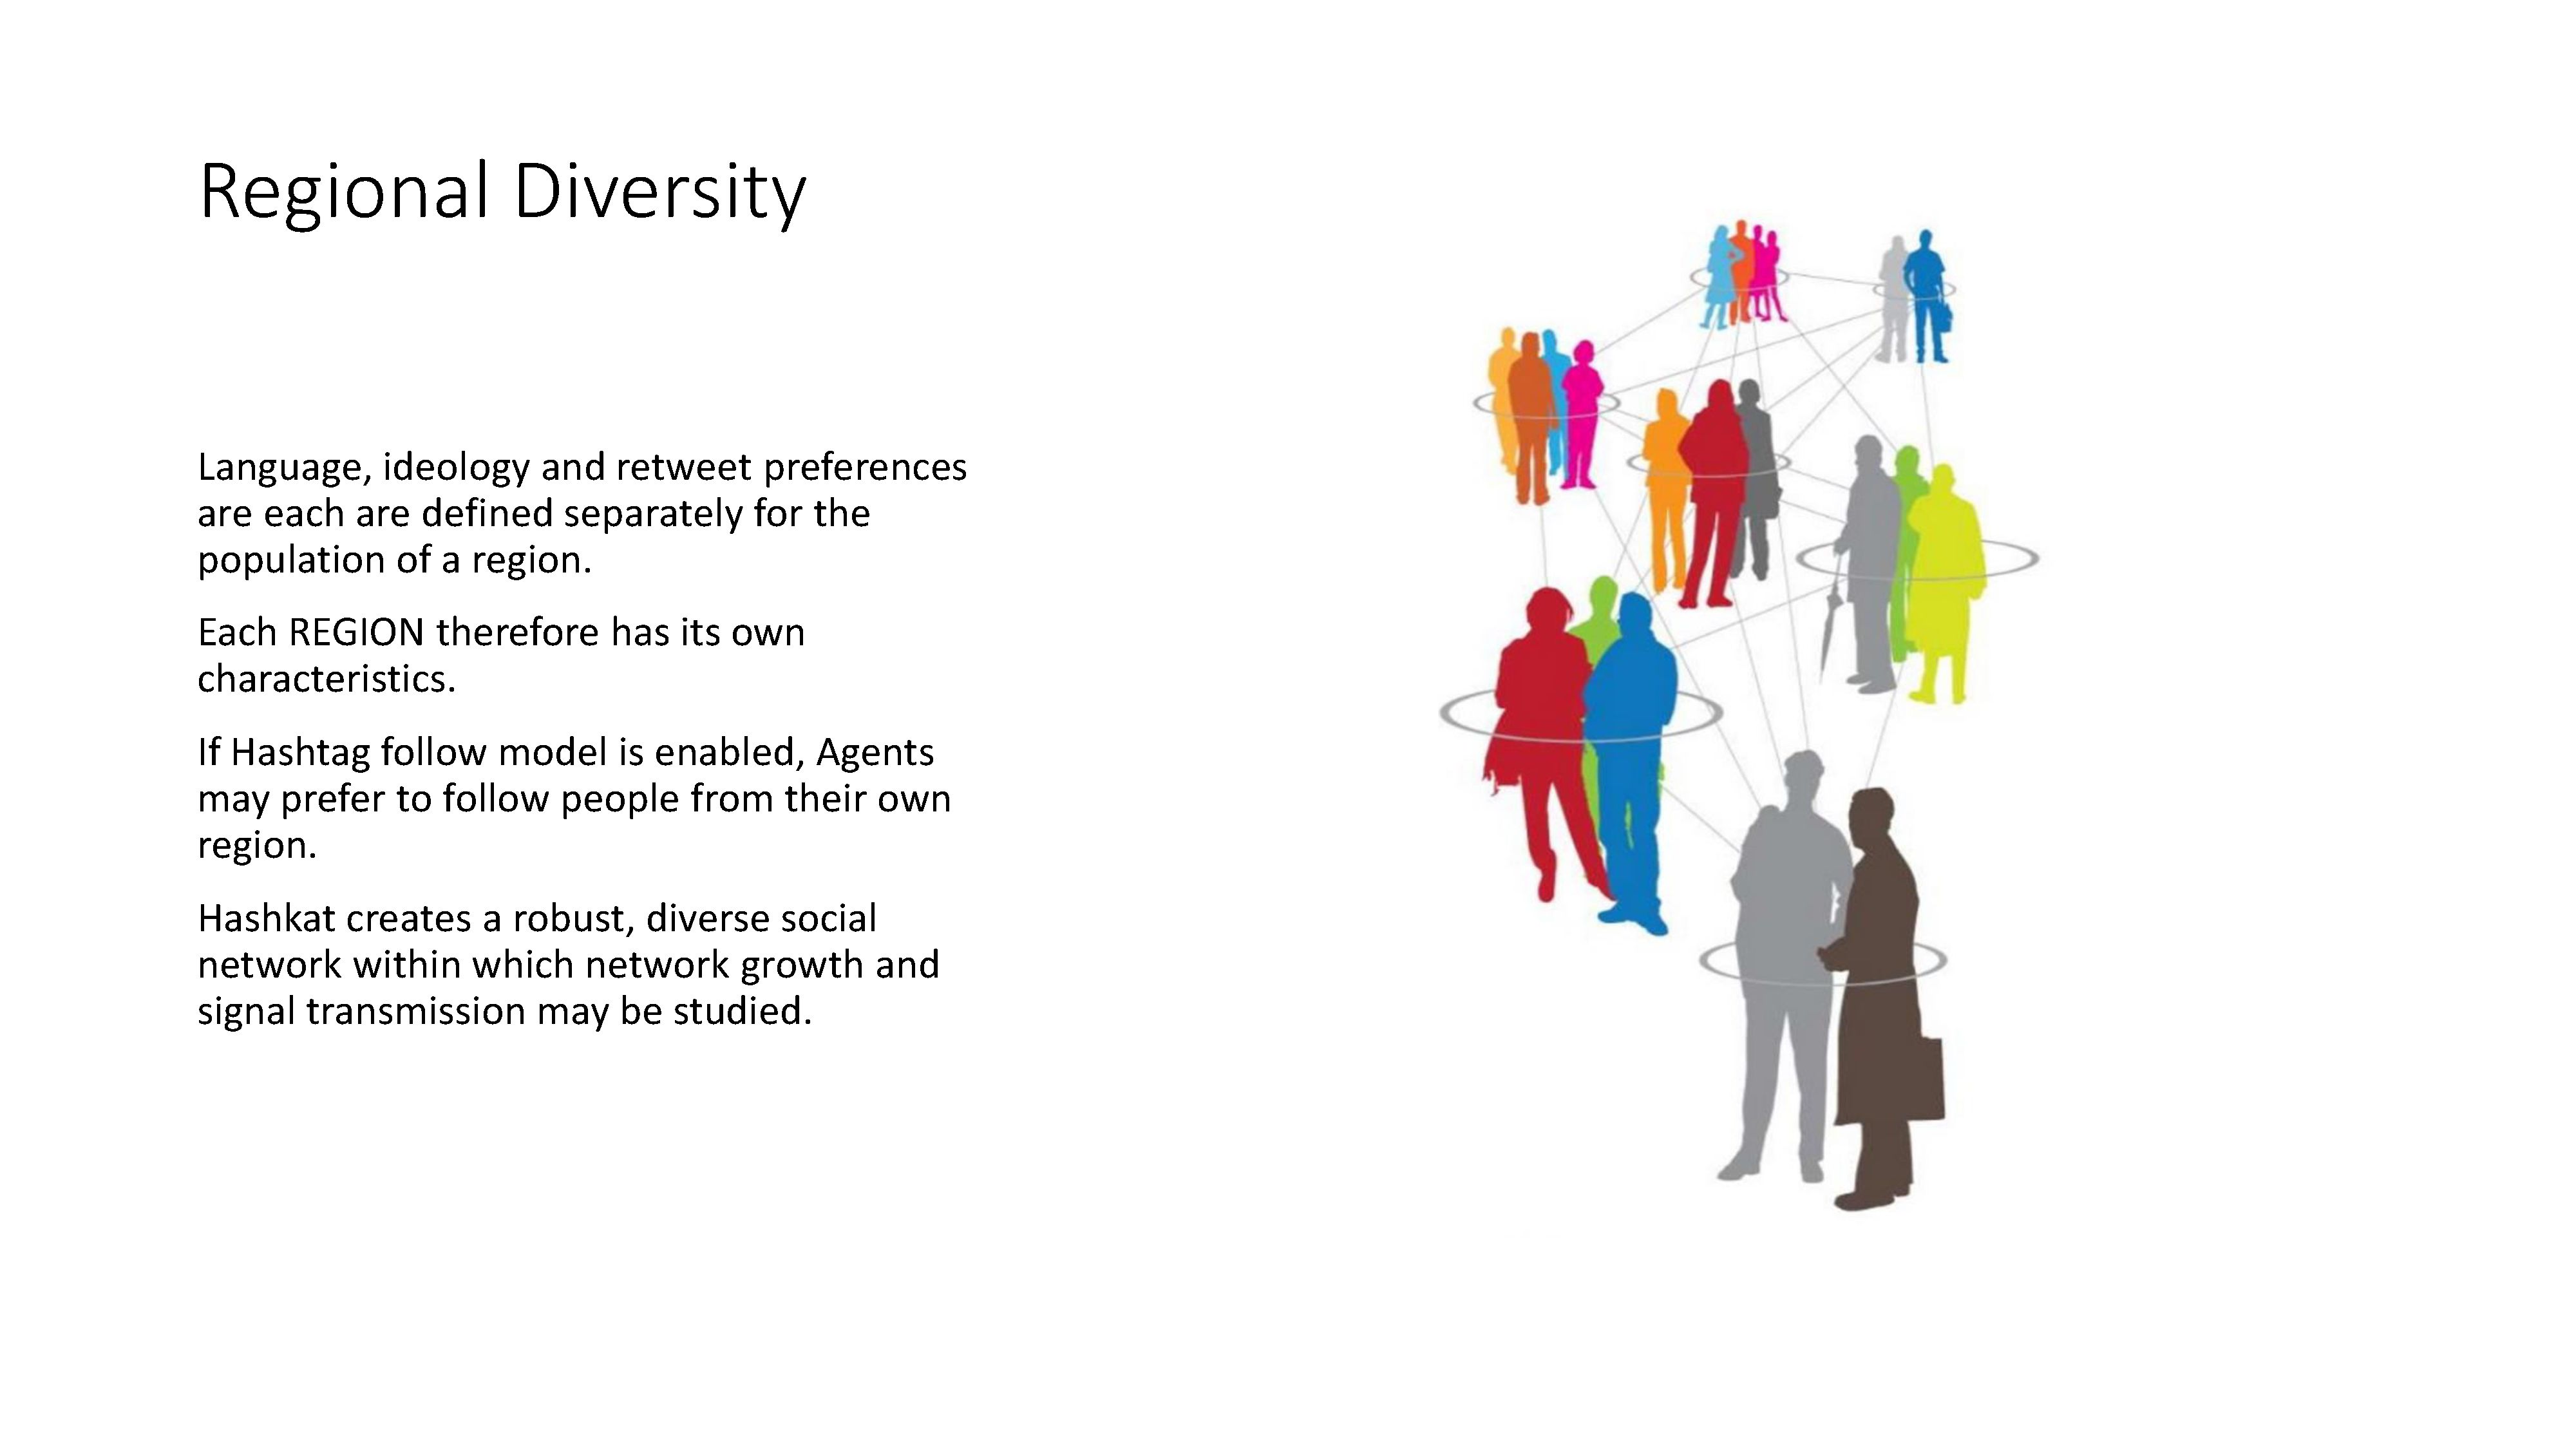 Regional Diversity
Language, ideology and retweet preferences
are each are defined separately for the
population of a region.
Each REGION therefore has its own
characteristics.
If Hashtag follow model is enabled, Agents
may prefer to follow people from their own
region.
Hashkat creates a robust, diverse social
network within which network growth and
signal transmission may be studied.